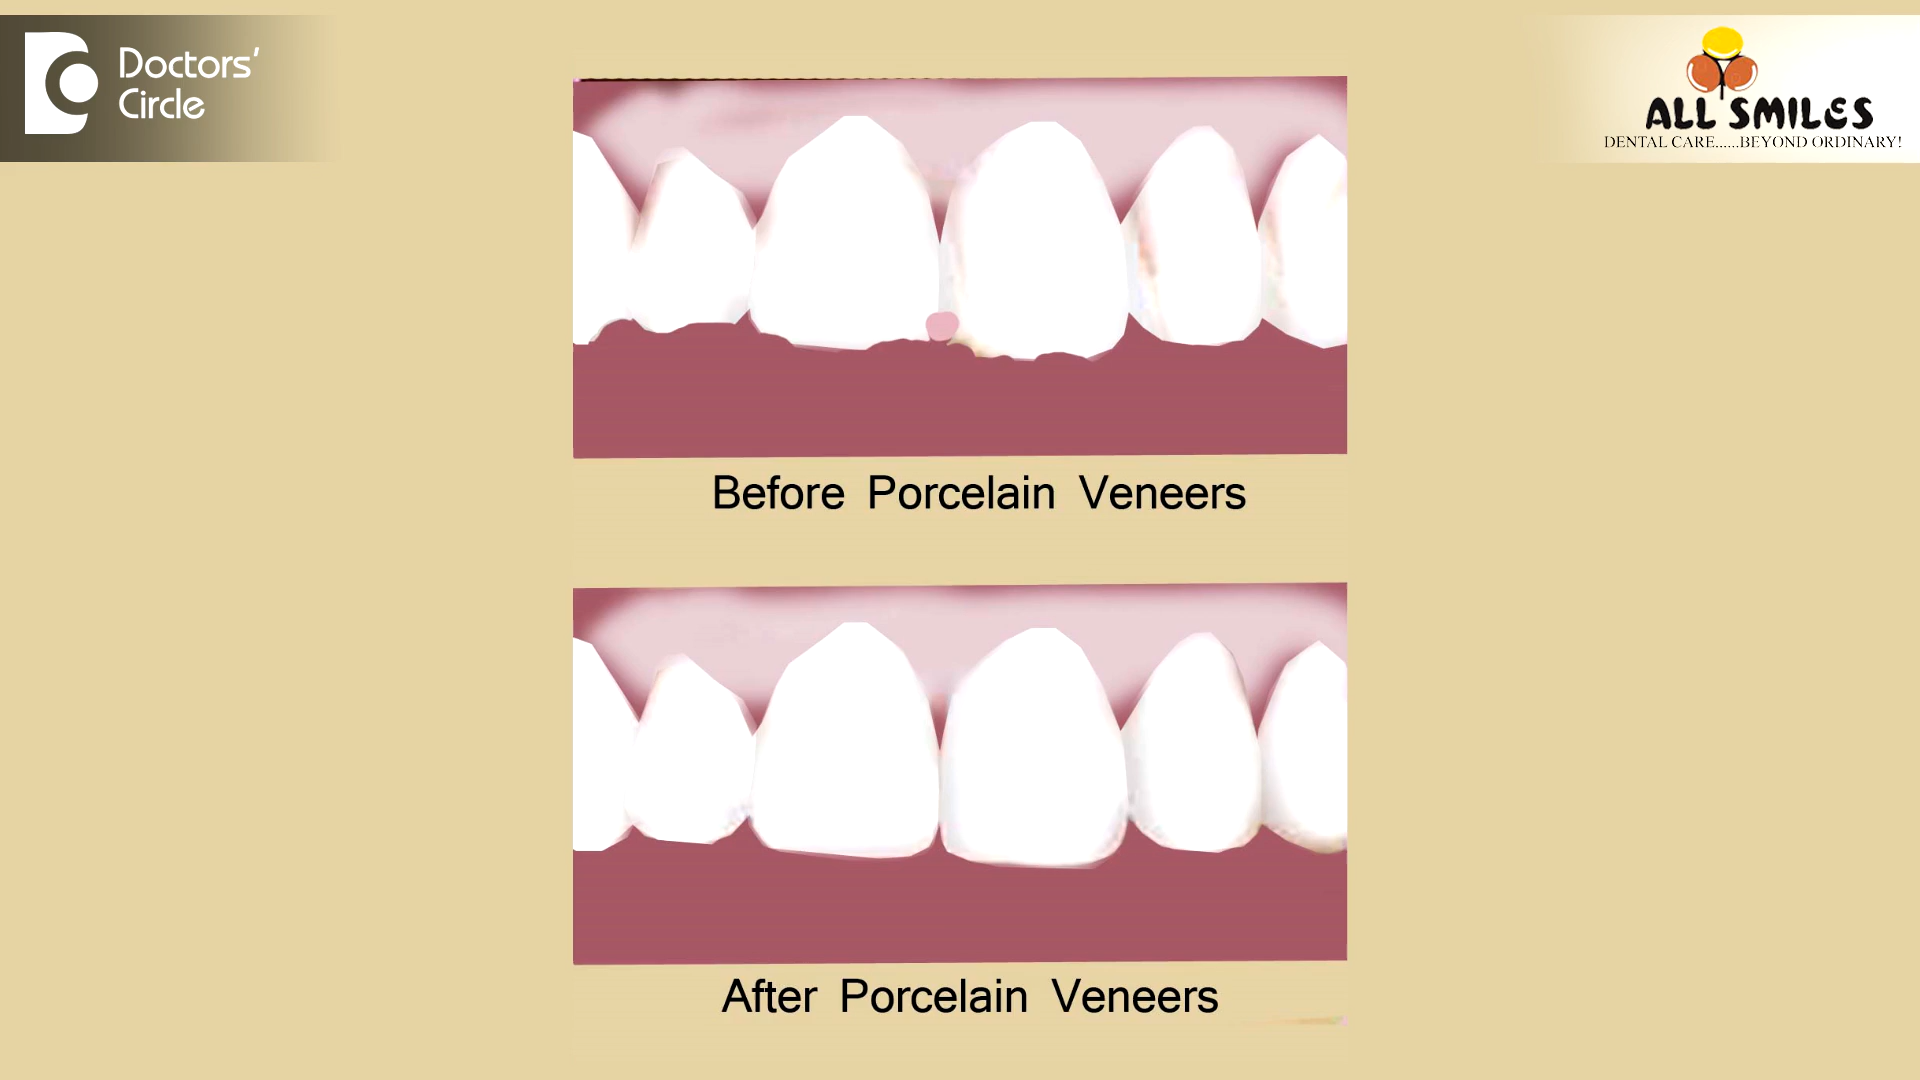 Doctors'
Circle
ALL SMILES
DENTAL CARE......BEYOND ORDINARY!
Before Porcelain Veneers
After Porcelain Veneers